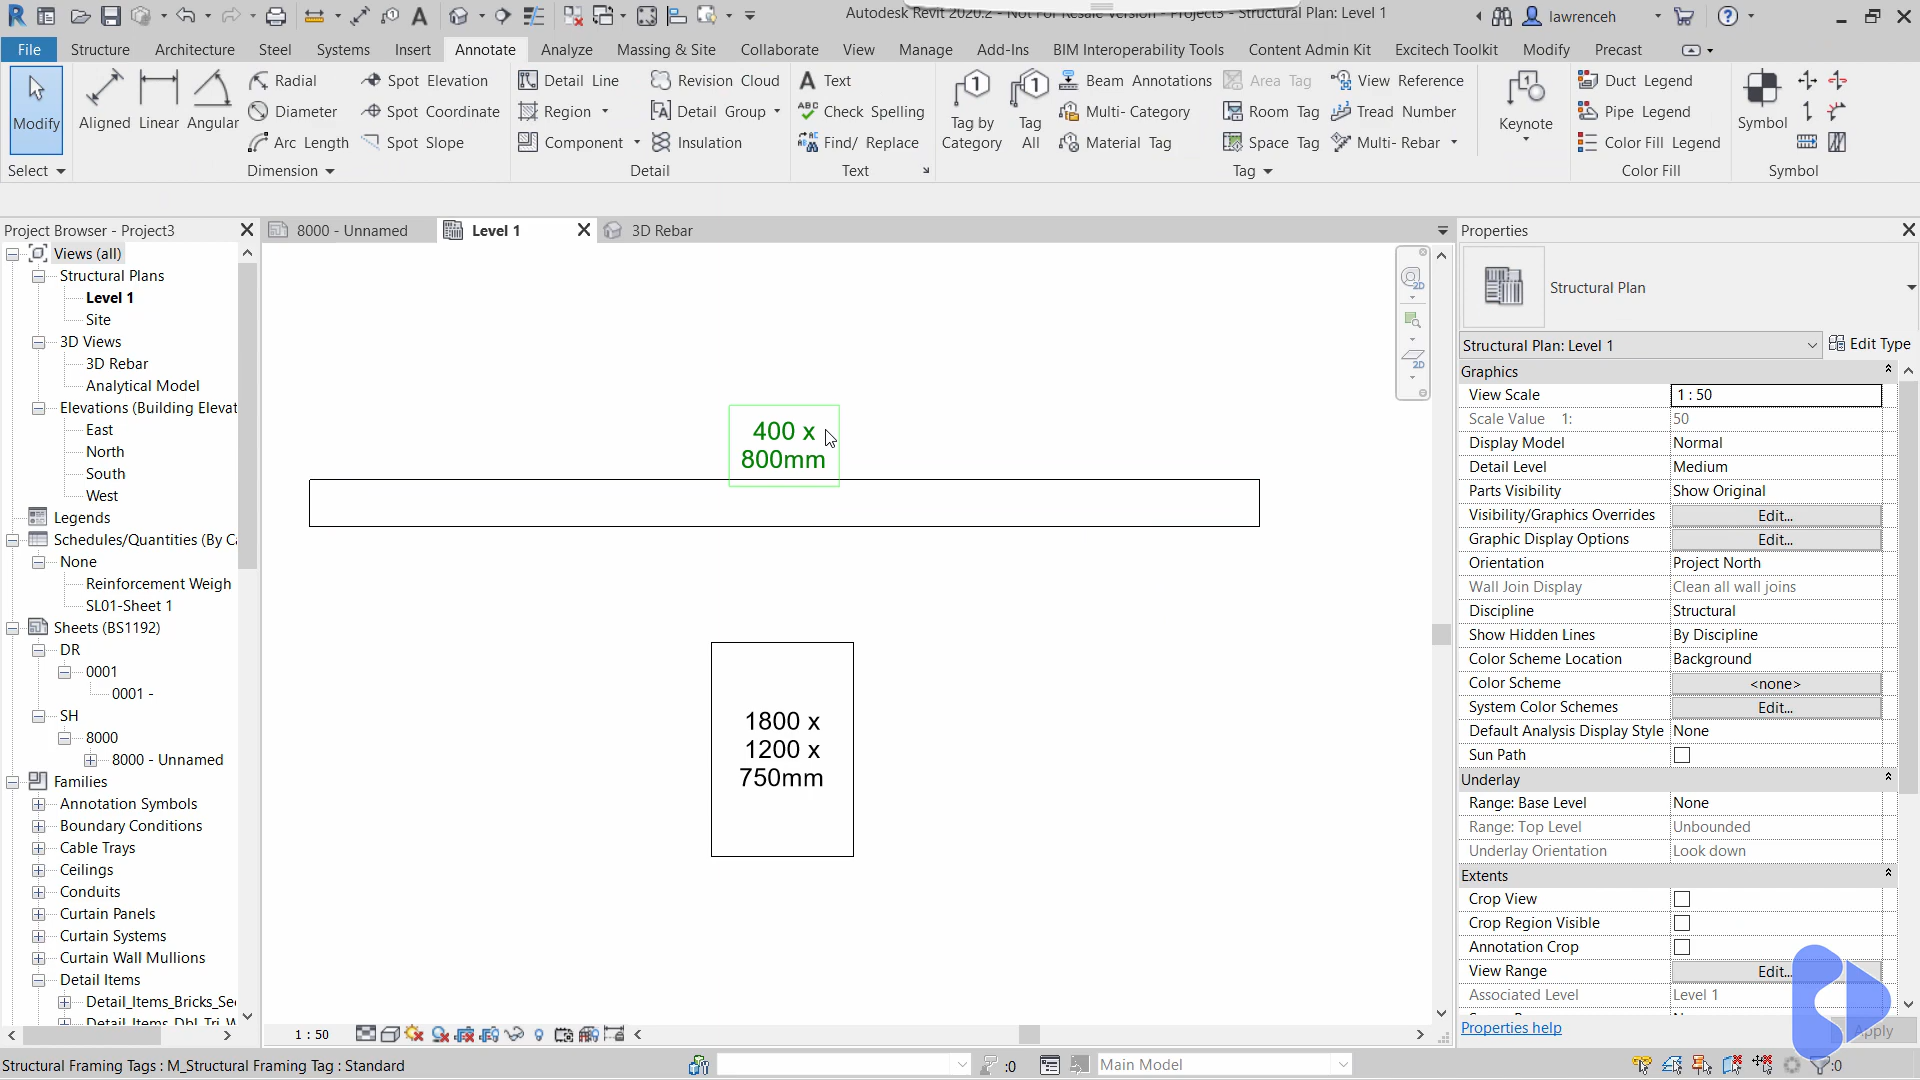 Autodesk Revit 2020.2 - Not For Resale Version - Project3 - Structural Plan: Level 1
lawrenceh
File
Structure
Architecture
Steel
Systems
Insert
Annotate
Analyze
Massing & Site
Collaborate
View
Manage
Add-Ins
BIM Interoperability Tools
Content Admin Kit
Excitech Toolkit
Modify
Precast
Modify
Select
Aligned
Linear
Angular
Radial
Diameter
Arc Length
Spot Elevation
Spot Coordinate
Spot Slope
Dimension
Detail Line
Region
Component
Revision Cloud
Detail Group
Insulation
Detail
Text
ABC Check Spelling
Find/ Replace
Text
Tag by
Category
Tag
All
Beam Annotations
Multi- Category
Material Tag
Area Tag
Room Tag
Space Tag
View Reference
Tread Number
Multi- Rebar
Tag
Keynote
Duct Legend
Pipe Legend
Color Fill Legend
Color Fill
Symbol
Symbol
Project Browser - Project3
Views (all)
Structural Plans
Level 1
Site
3D Views
3D Rebar
Analytical Model
Elevations (Building Elevat
East
North
South
West
Legends
Schedules/Quantities (By Ca
None
Reinforcement Weigh
SL01-Sheet 1
Sheets (BS1192)
DR
0001
0001 -
SH
8000
8000 - Unnamed
Families
Annotation Symbols
Boundary Conditions
Cable Trays
Ceilings
Conduits
Curtain Panels
Curtain Systems
Curtain Wall Mullions
Detail Items
Detail_Items_Bricks_Sec
8000 - Unnamed
Level 1
3D Rebar
400 x
800mm
1800 x
1200 x
750mm
2D
2D
1 : 50
Properties
Structural Plan
Structural Plan: Level 1
Edit Type
Graphics
View Scale 1 : 50
Scale Value 1: 50
Display Model Normal
Detail Level Medium
Parts Visibility Show Original
Visibility/Graphics Overrides Edit...
Graphic Display Options Edit...
Orientation Project North
Wall Join Display Clean all wall joins
Discipline Structural
Show Hidden Lines By Discipline
Color Scheme Location Background
Color Scheme <none>
System Color Schemes Edit...
Default Analysis Display Style None
Sun Path
Underlay
Range: Base Level None
Range: Top Level Unbounded
Underlay Orientation Look down
Extents
Crop View
Crop Region Visible
Annotation Crop
View Range Edit...
Associated Level Level 1
Properties help
Apply
Structural Framing Tags : M_Structural Framing Tag : Standard
:0
Main Model
:0